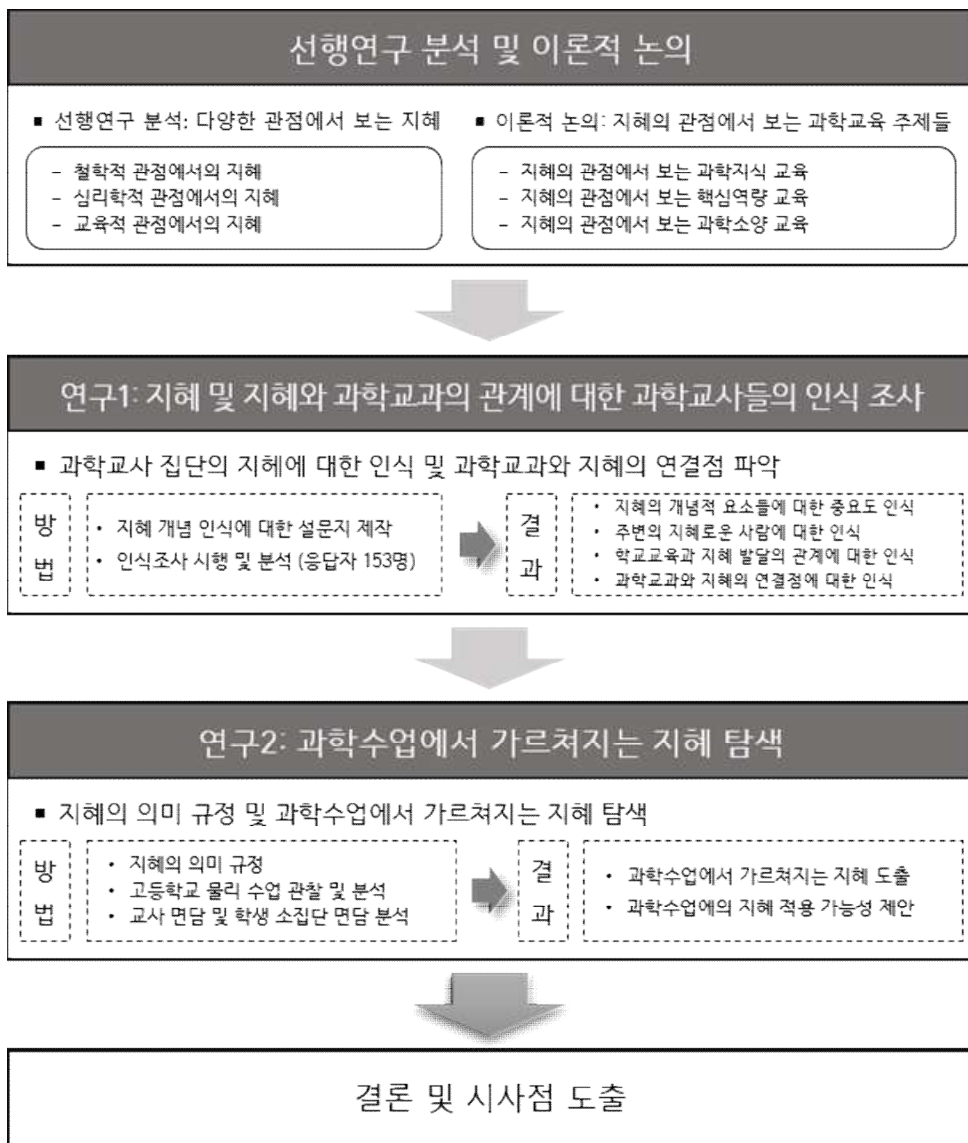 선행연구 분석 및 이론적 논의
▪ 선행연구 분석: 다양한 관점에서 보는 지혜
– 철학적 관점에서의 지혜
– 심리학적 관점에서의 지혜
– 교육적 관점에서의 지혜
▪ 이론적 논의: 지혜의 관점에서 보는 과학교육 주제들
– 지혜의 관점에서 보는 과학지식 교육
– 지혜의 관점에서 보는 핵심역량 교육
– 지혜의 관점에서 보는 과학소양 교육
연구1: 지혜 및 지혜와 과학교과의 관계에 대한 과학교사들의 인식 조사
▪ 과학교사 집단의 지헤에 대한 인식 및 과학교과와 지혜의 연결점 파악
방법
• 지혜 개념 인식에 대한 설문지 제작
• 인식조사 시행 및 분석 (응답자 153명)
결과
• 지혜의 개념적 요소들에 대한 중요도 인식
• 주변의 지혜로운 사람에 대한 인식
• 학교교육과 지혜 발달의 관계에 대한 인식
• 과학교과와 지혜의 연결점에 대한 인식
연구2: 과학수업에서 가르쳐지는 지혜 탐색
▪ 지혜의 의미 규정 및 과학수업에서 가르쳐지는 지혜 탐색
방법
• 지혜의 의미 규정
• 고등학교 물리 수업 관찰 및 분석
• 교사 면담 및 학생 소집단 면담 분석
결과
• 과학수업에서 가르쳐지는 지혜 도출
• 과학수업에의 지혜 적용 가능성 제안
결론 및 시사점 도출